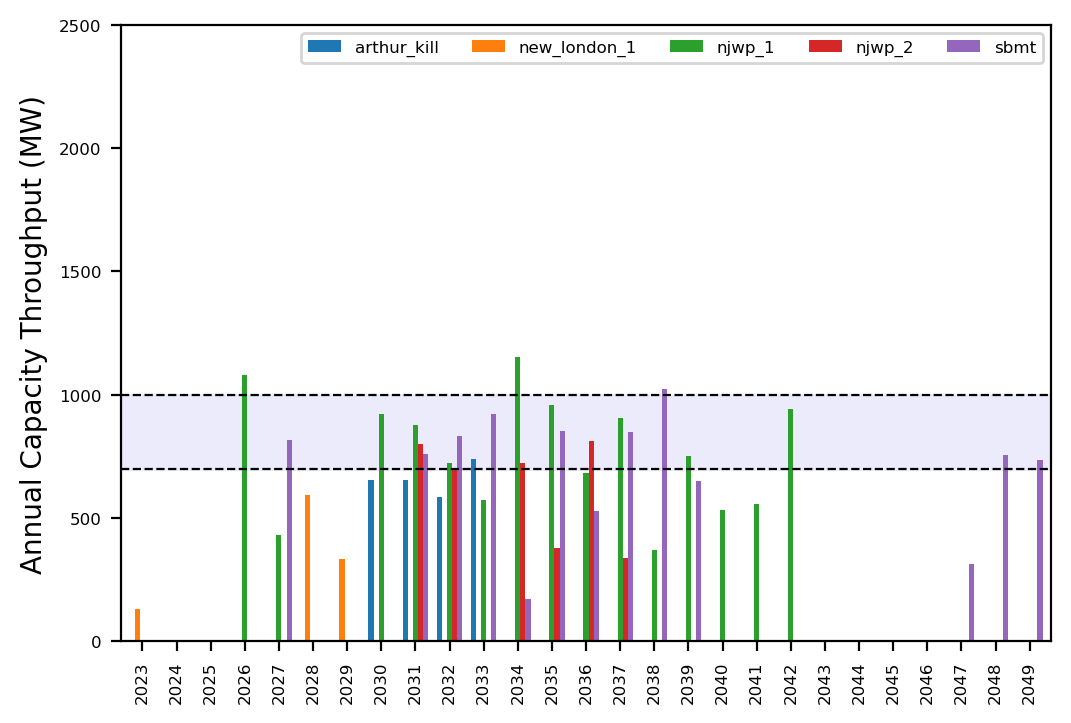 2500
2000
1500
1000
500
0
Annual Capacity Throughput (MW)
arthur_kill new_london_1 njwp_1 njwp_2 sbmt
2023 2024 2025 2026 2027 2028 2029 2030 2031 2032 2033 2034 2035 2036 2037 2038 2039 2040 2041 2042 2043 2044 2045 2046 2047 2048 2049